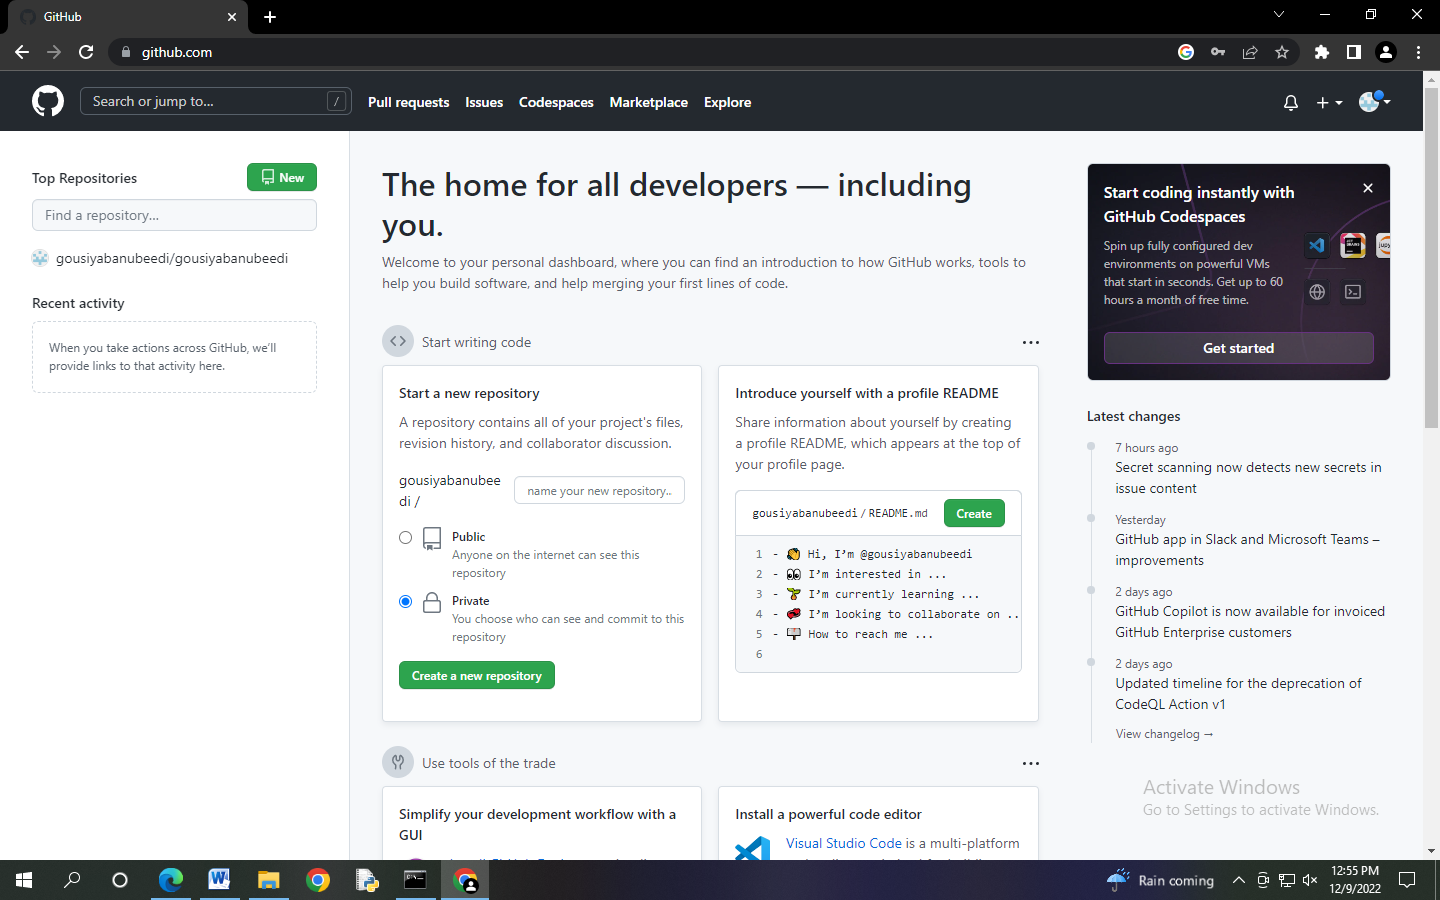 GitHub
github.com
Search or jump to...
/
Pull requests
Issues
Codespaces
Marketplace
Explore
Top Repositories
New
Find a repository...
gousiyabanubeedi/gousiyabanubeedi
Recent activity
When you take actions across GitHub, we'll
provide links to that activity here.
The home for all developers — including
you.
Welcome to your personal dashboard, where you can find an introduction to how GitHub works, tools to
help you build software, and help merging your first lines of code.
Start writing code
Start a new repository
A repository contains all of your project's files,
revision history, and collaborator discussion.
gousiyabanubee
di /
name your new repository..
Public
Anyone on the internet can see this
repository
Private
You choose who can see and commit to this
repository
Create a new repository
Introduce yourself with a profile README
Share information about yourself by creating
a profile README, which appears at the top of
your profile page.
gousiyabanubeedi / README.md
Create
1 - 👋 Hi, I'm @gousiyabanubeedi
2 - 👀 I'm interested in ...
3 - 🌱 I'm currently learning ...
4 - 💞️ I'm looking to collaborate on ..
5 - 📫 How to reach me ...
6
Use tools of the trade
Simplify your development workflow with a
GUI
Install a powerful code editor
Visual Studio Code is a multi-platform
Start coding instantly with
GitHub Codespaces
Spin up fully configured dev
environments on powerful VMs
that start in seconds. Get up to 60
hours a month of free time.
Get started
Latest changes
7 hours ago
Secret scanning now detects new secrets in
issue content
Yesterday
GitHub app in Slack and Microsoft Teams –
improvements
2 days ago
GitHub Copilot is now available for invoiced
GitHub Enterprise customers
2 days ago
Updated timeline for the deprecation of
CodeQL Action v1
View changelog →
Activate Windows
Go to Settings to activate Windows.
Rain coming
12:55 PM
12/9/2022